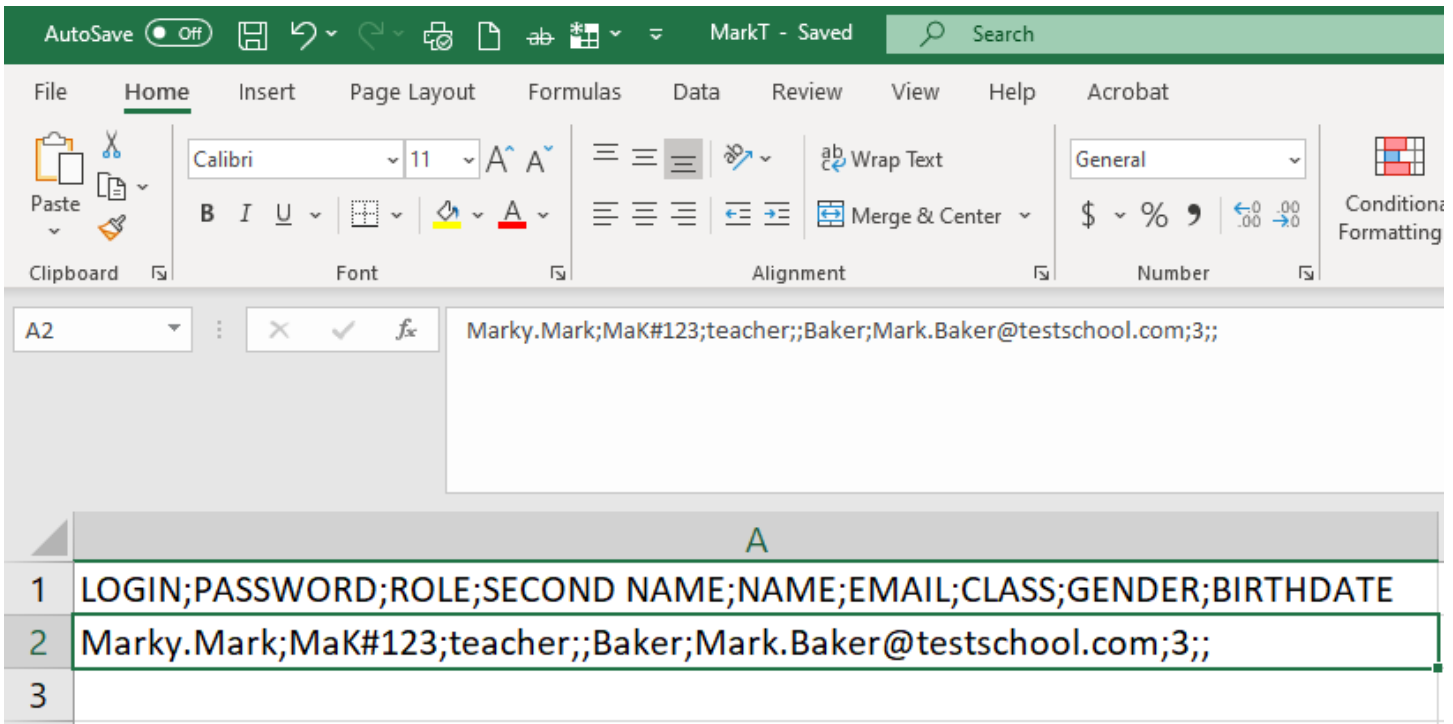 AutoSave Off MarkT - Saved Search
File Home Insert Page Layout Formulas Data Review View Help Acrobat
Calibri 11 A A ab Wrap Text General
Paste B I U A Merge & Center $ % Conditiona
Formatting
Clipboard Font Alignment Number
A2 fx Marky.Mark;MaK#123;teacher;;Baker;Mark.Baker@testschool.com;3;;
A
1 LOGIN;PASSWORD;ROLE;SECOND NAME;NAME;EMAIL;CLASS;GENDER;BIRTHDATE
2 Marky.Mark;MaK#123;teacher;;Baker;Mark.Baker@testschool.com;3;;
3